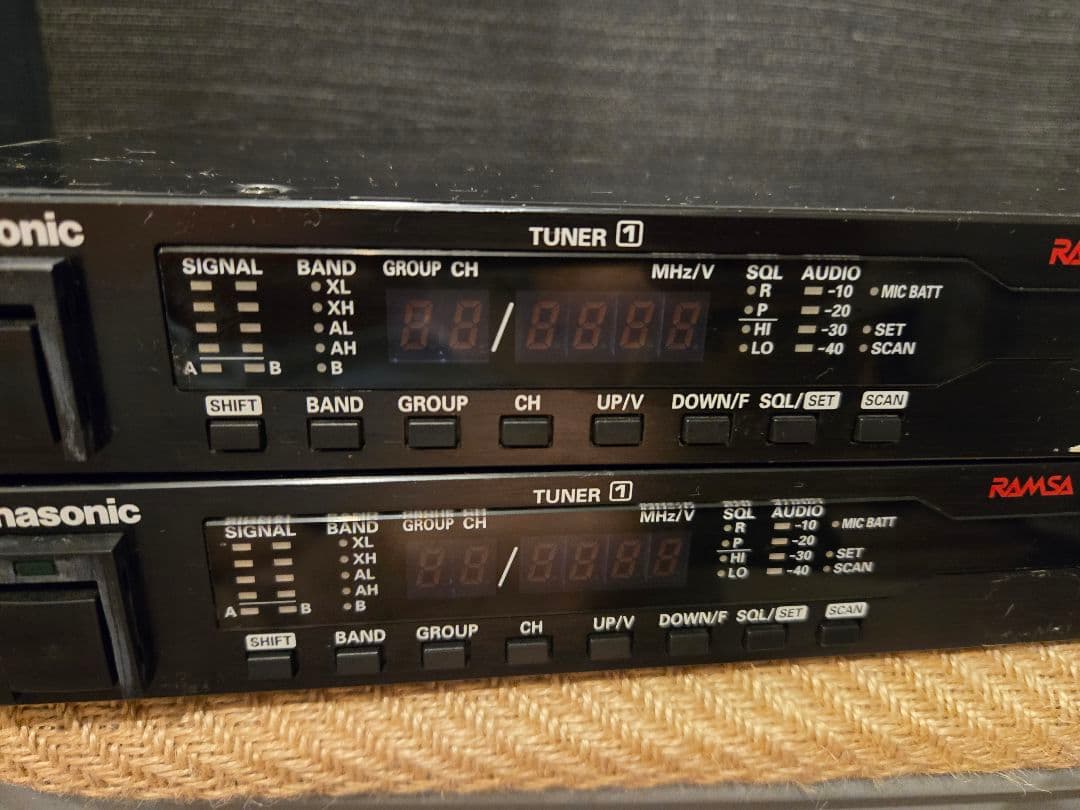 onic
TUNER 1
RA
SIGNAL BAND GROUP CH MHz/V SQL AUDIO
XL R -10 MIC BATT
XH P -20
AL HI -30 SET
AH LO -40 SCAN
A B B
SHIFT BAND GROUP CH UP/V DOWN/F SQL/SET SCAN
nasonic
TUNER 1
RAMSA
SIGNAL BAND GROUP CH MHz/V SQL AUDIO
XL R -10 MIC BATT
XH P -20
AL HI -30 SET
AH LO -40 SCAN
A B B
SHIFT BAND GROUP CH UP/V DOWN/F SQL/SET SCAN